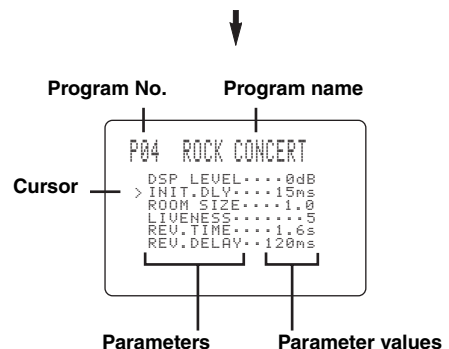 Program No. Program name
P04 ROCK CONCERT
Cursor
DSP LEVEL····0dB
> INIT.DLY····15ms
ROOM SIZE····1.0
LIVENESS·······5
REV.TIME····1.6s
REV.DELAY··120ms
Parameters Parameter values